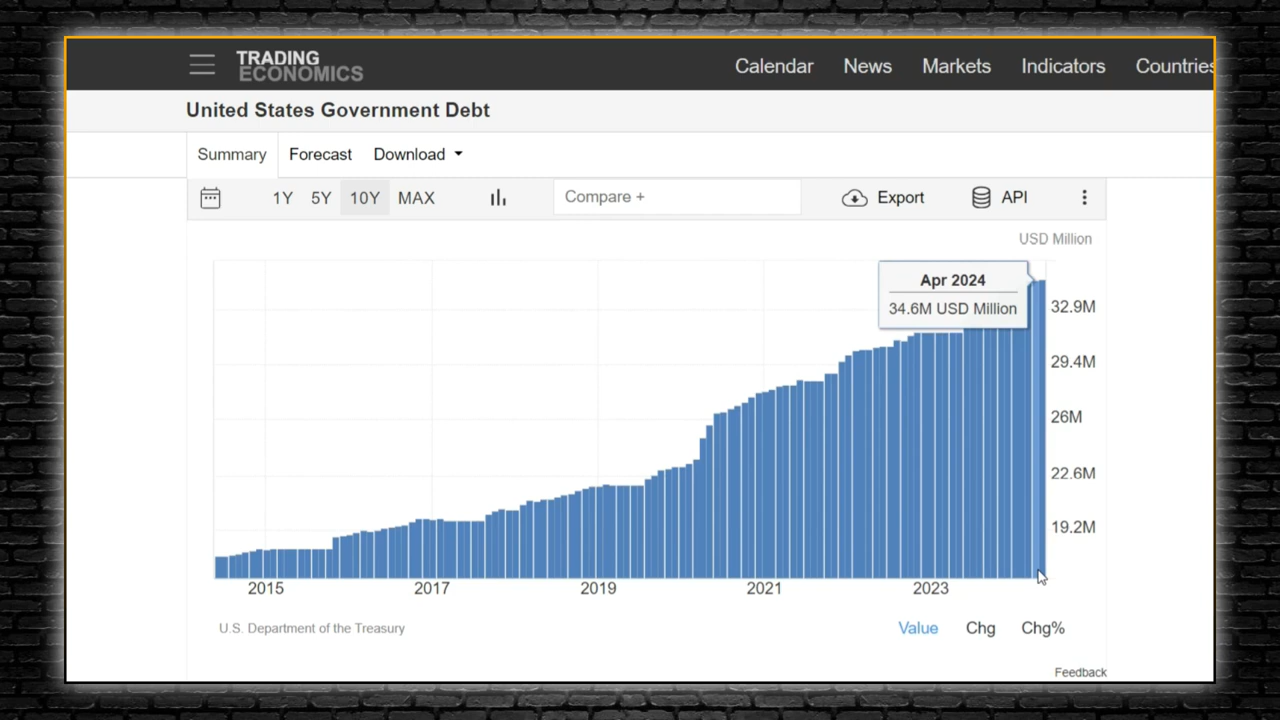 TRADING
ECONOMICS
Calendar News Markets Indicators Countries
United States Government Debt
Summary Forecast Download
1Y 5Y 10Y MAX Compare + Export API
USD Million
Apr 2024
34.6M USD Million
32.9M
29.4M
26M
22.6M
19.2M
2015 2017 2019 2021 2023
U.S. Department of the Treasury Value Chg Chg%
Feedback